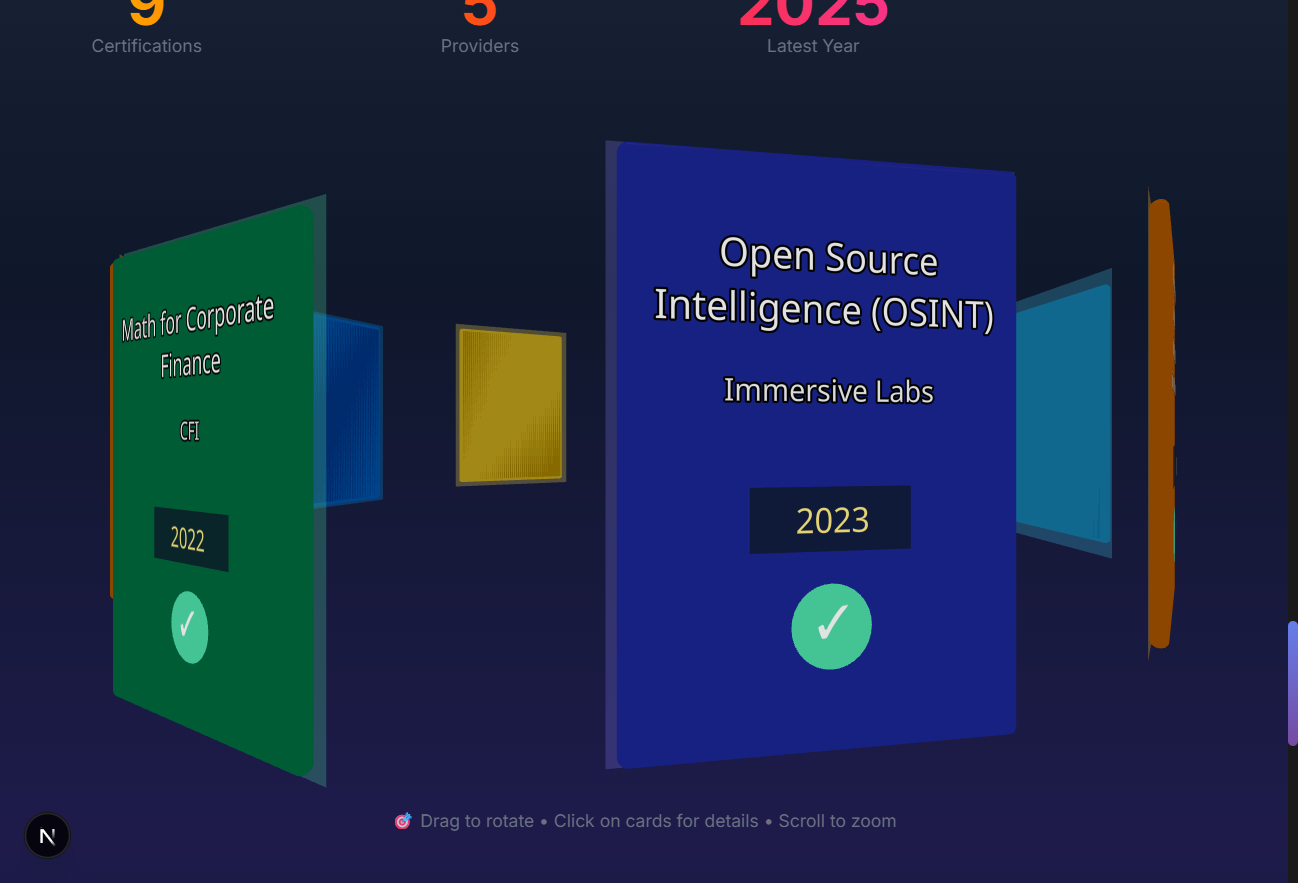 9
5
2025
Certifications
Providers
Latest Year
Math for Corporate
Finance
CFI
2022
✓
Open Source
Intelligence (OSINT)
Immersive Labs
2023
✓
🎯 Drag to rotate • Click on cards for details • Scroll to zoom
N